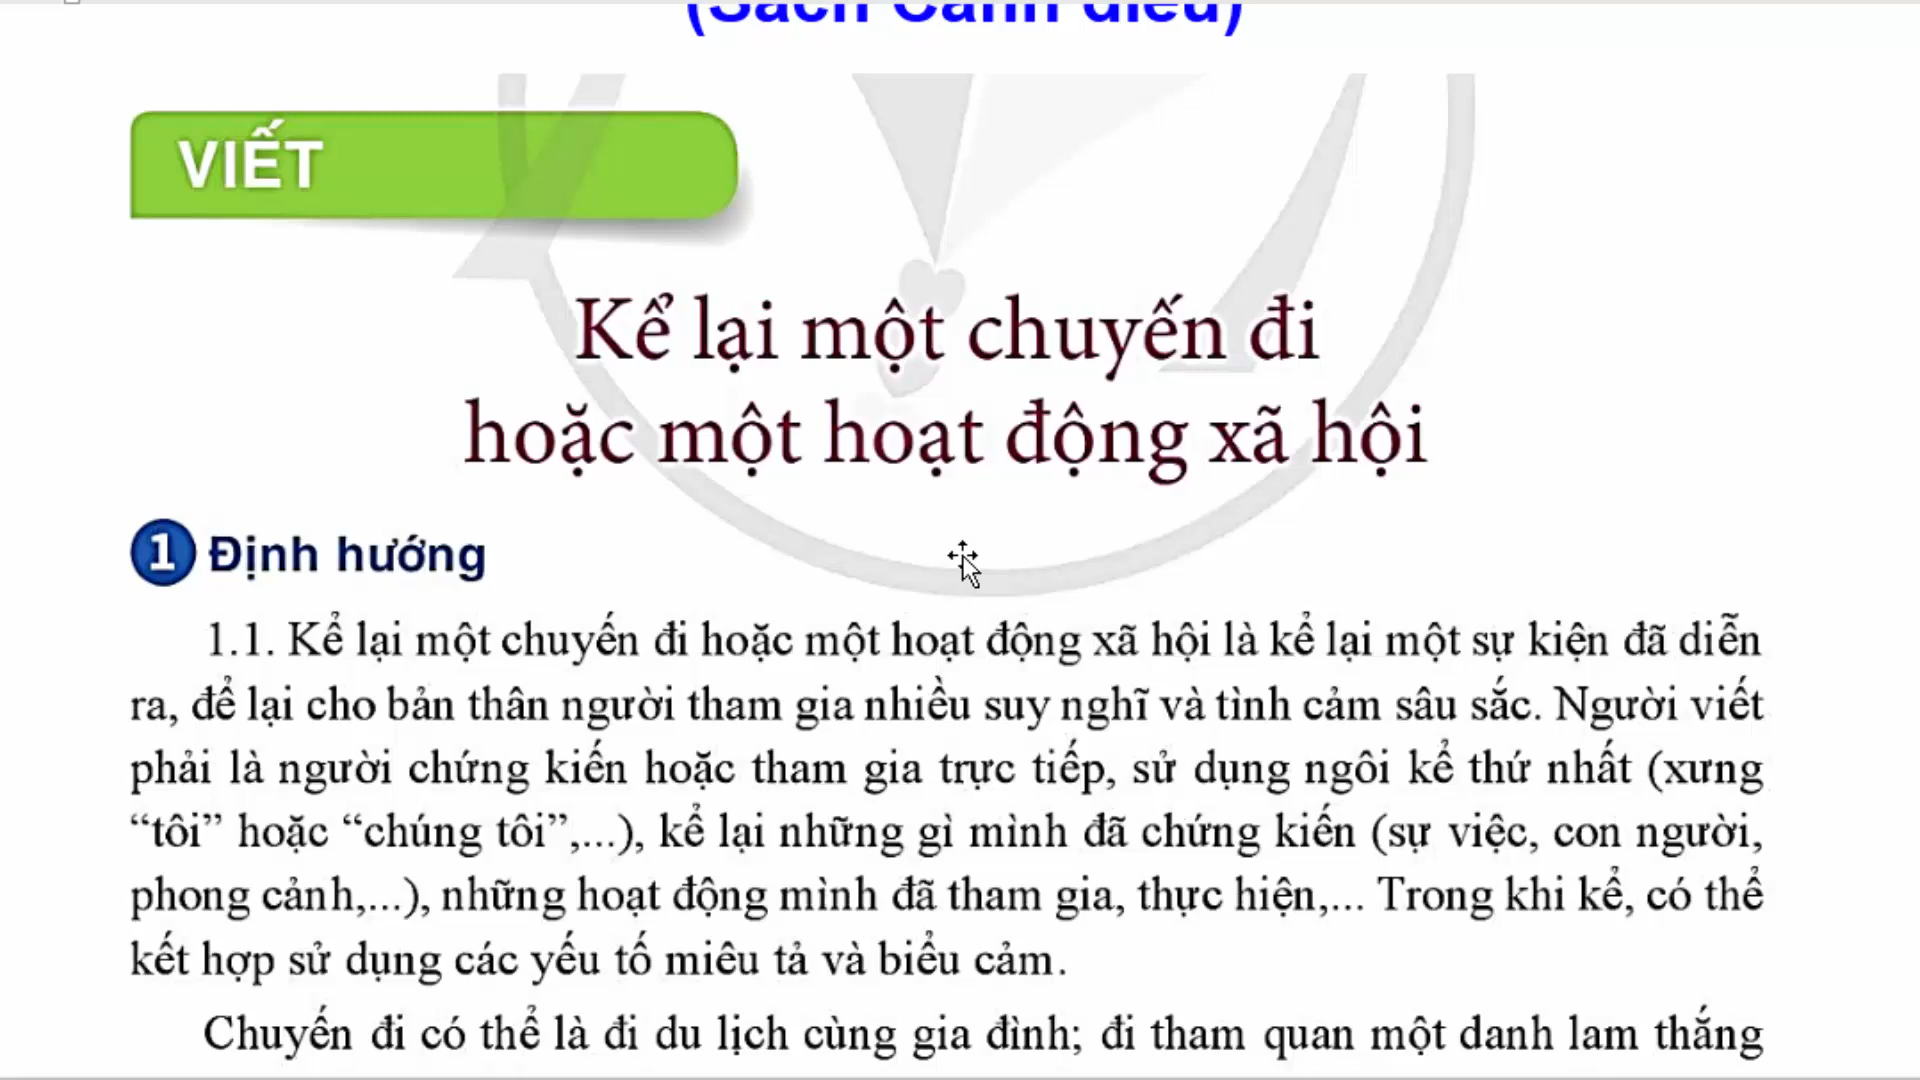 (Sách Cánh diều)
VIẾT
Kể lại một chuyến đi
hoặc một hoạt động xã hội
1 Định hướng
1.1. Kể lại một chuyến đi hoặc một hoạt động xã hội là kể lại một sự kiện đã diễn
ra, để lại cho bản thân người tham gia nhiều suy nghĩ và tình cảm sâu sắc. Người viết
phải là người chứng kiến hoặc tham gia trực tiếp, sử dụng ngôi kể thứ nhất (xưng
“tôi” hoặc “chúng tôi”,...), kể lại những gì mình đã chứng kiến (sự việc, con người,
phong cảnh,...), những hoạt động mình đã tham gia, thực hiện,... Trong khi kể, có thể
kết hợp sử dụng các yếu tố miêu tả và biểu cảm.
Chuyến đi có thể là đi du lịch cùng gia đình; đi tham quan một danh lam thắng